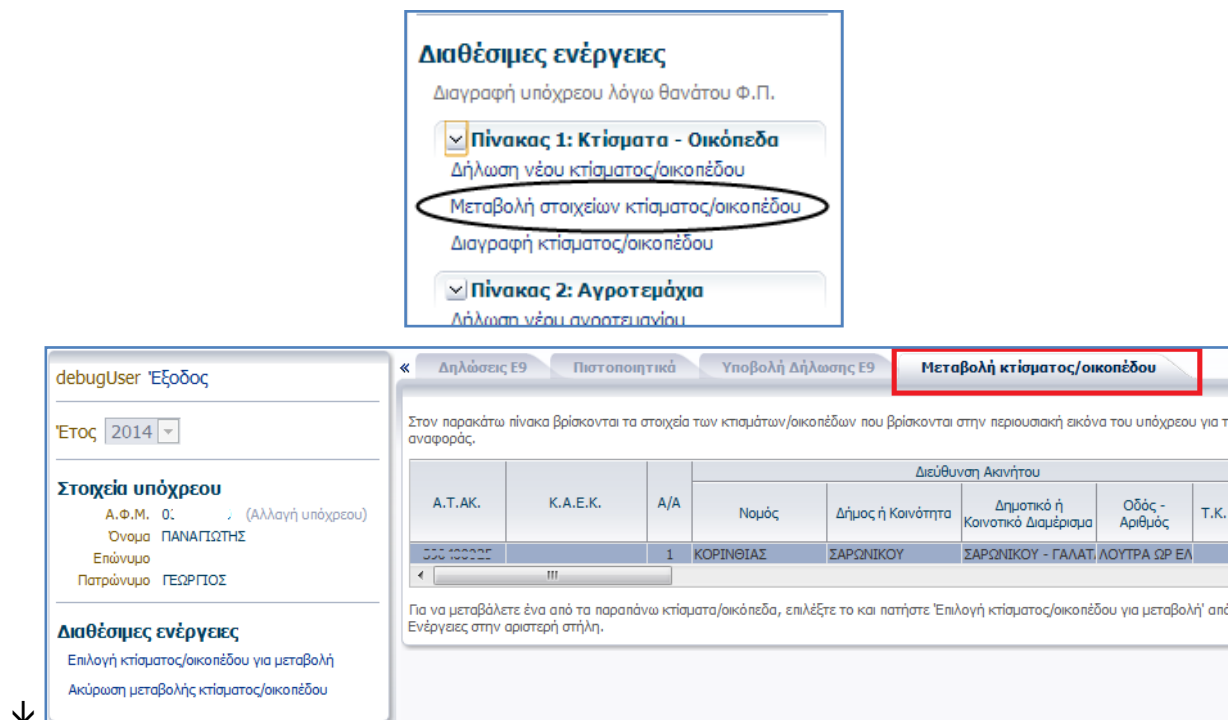 Διαθέσιμες ενέργειες
Διαγραφή υπόχρεου λόγω θανάτου Φ.Π.
Πίνακας 1: Κτίσματα - Οικόπεδα
Δήλωση νέου κτίσματος/οικοπέδου
Μεταβολή στοιχείων κτίσματος/οικοπέδου
Διαγραφή κτίσματος/οικοπέδου
Πίνακας 2: Αγροτεμάχια
Δήλωση νέου αγροτεμαχίου
debugUser Έξοδος
Έτος 2014
Στοιχεία υπόχρεου
Α.Φ.Μ. (Αλλαγή υπόχρεου)
Όνομα ΠΑΝΑΓΙΩΤΗΣ
Επώνυμο
Πατρώνυμο ΓΕΩΡΓΙΟΣ
Διαθέσιμες ενέργειες
Επιλογή κτίσματος/οικοπέδου για μεταβολή
Ακύρωση μεταβολής κτίσματος/οικοπέδου
« Δηλώσεις Ε9 Πιστοποιητικά Υποβολή Δήλωσης Ε9 Μεταβολή κτίσματος/οικοπέδου
Στον παρακάτω πίνακα βρίσκονται τα στοιχεία των κτισμάτων/οικοπέδων που βρίσκονται στην περιουσιακή εικόνα του υπόχρεου για τ
αναφοράς.
Διεύθυνση Ακινήτου
Α.Τ.ΑΚ. Κ.Α.Ε.Κ. Α/Α Νομός Δήμος ή Κοινότητα Δημοτικό ή Κοινοτικό Διαμέρισμα Οδός - Αριθμός Τ.Κ.
1 ΚΟΡΙΝΘΙΑΣ ΣΑΡΩΝΙΚΟΥ ΣΑΡΩΝΙΚΟΥ - ΓΑΛΑΤ ΛΟΥΤΡΑ ΩΡ ΕΛ
Για να μεταβάλετε ένα από τα παραπάνω κτίσματα/οικόπεδα, επιλέξτε το και πατήστε 'Επιλογή κτίσματος/οικοπέδου για μεταβολή' από
Ενέργειες στην αριστερή στήλη.